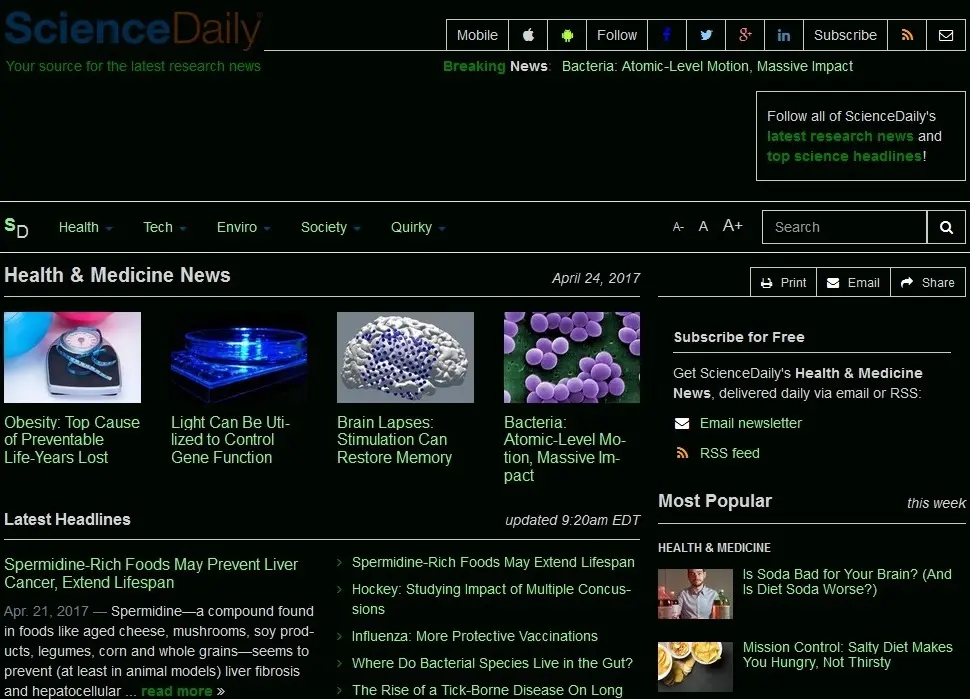 ScienceDaily
Mobile Follow Subscribe
Your source for the latest research news
Breaking News: Bacteria: Atomic-Level Motion, Massive Impact
Follow all of ScienceDaily's
latest research news and
top science headlines!
SD Health Tech Enviro Society Quirky A- A A+ Search
Health & Medicine News April 24, 2017
Print Email Share
Obesity: Top Cause
of Preventable
Life-Years Lost
Light Can Be Uti-
lized to Control
Gene Function
Brain Lapses:
Stimulation Can
Restore Memory
Bacteria:
Atomic-Level Mo-
tion, Massive Im-
pact
Subscribe for Free
Get ScienceDaily's Health & Medicine
News, delivered daily via email or RSS:
Email newsletter
RSS feed
Latest Headlines updated 9:20am EDT
Spermidine-Rich Foods May Prevent Liver
Cancer, Extend Lifespan
Apr. 21, 2017 — Spermidine—a compound found
in foods like aged cheese, mushrooms, soy prod-
ucts, legumes, corn and whole grains—seems to
prevent (at least in animal models) liver fibrosis
and hepatocellular ... read more »
› Spermidine-Rich Foods May Extend Lifespan
› Hockey: Studying Impact of Multiple Concus-
sions
› Influenza: More Protective Vaccinations
› Where Do Bacterial Species Live in the Gut?
› The Rise of a Tick-Borne Disease On Long
Most Popular this week
HEALTH & MEDICINE
Is Soda Bad for Your Brain? (And
Is Diet Soda Worse?)
Mission Control: Salty Diet Makes
You Hungry, Not Thirsty